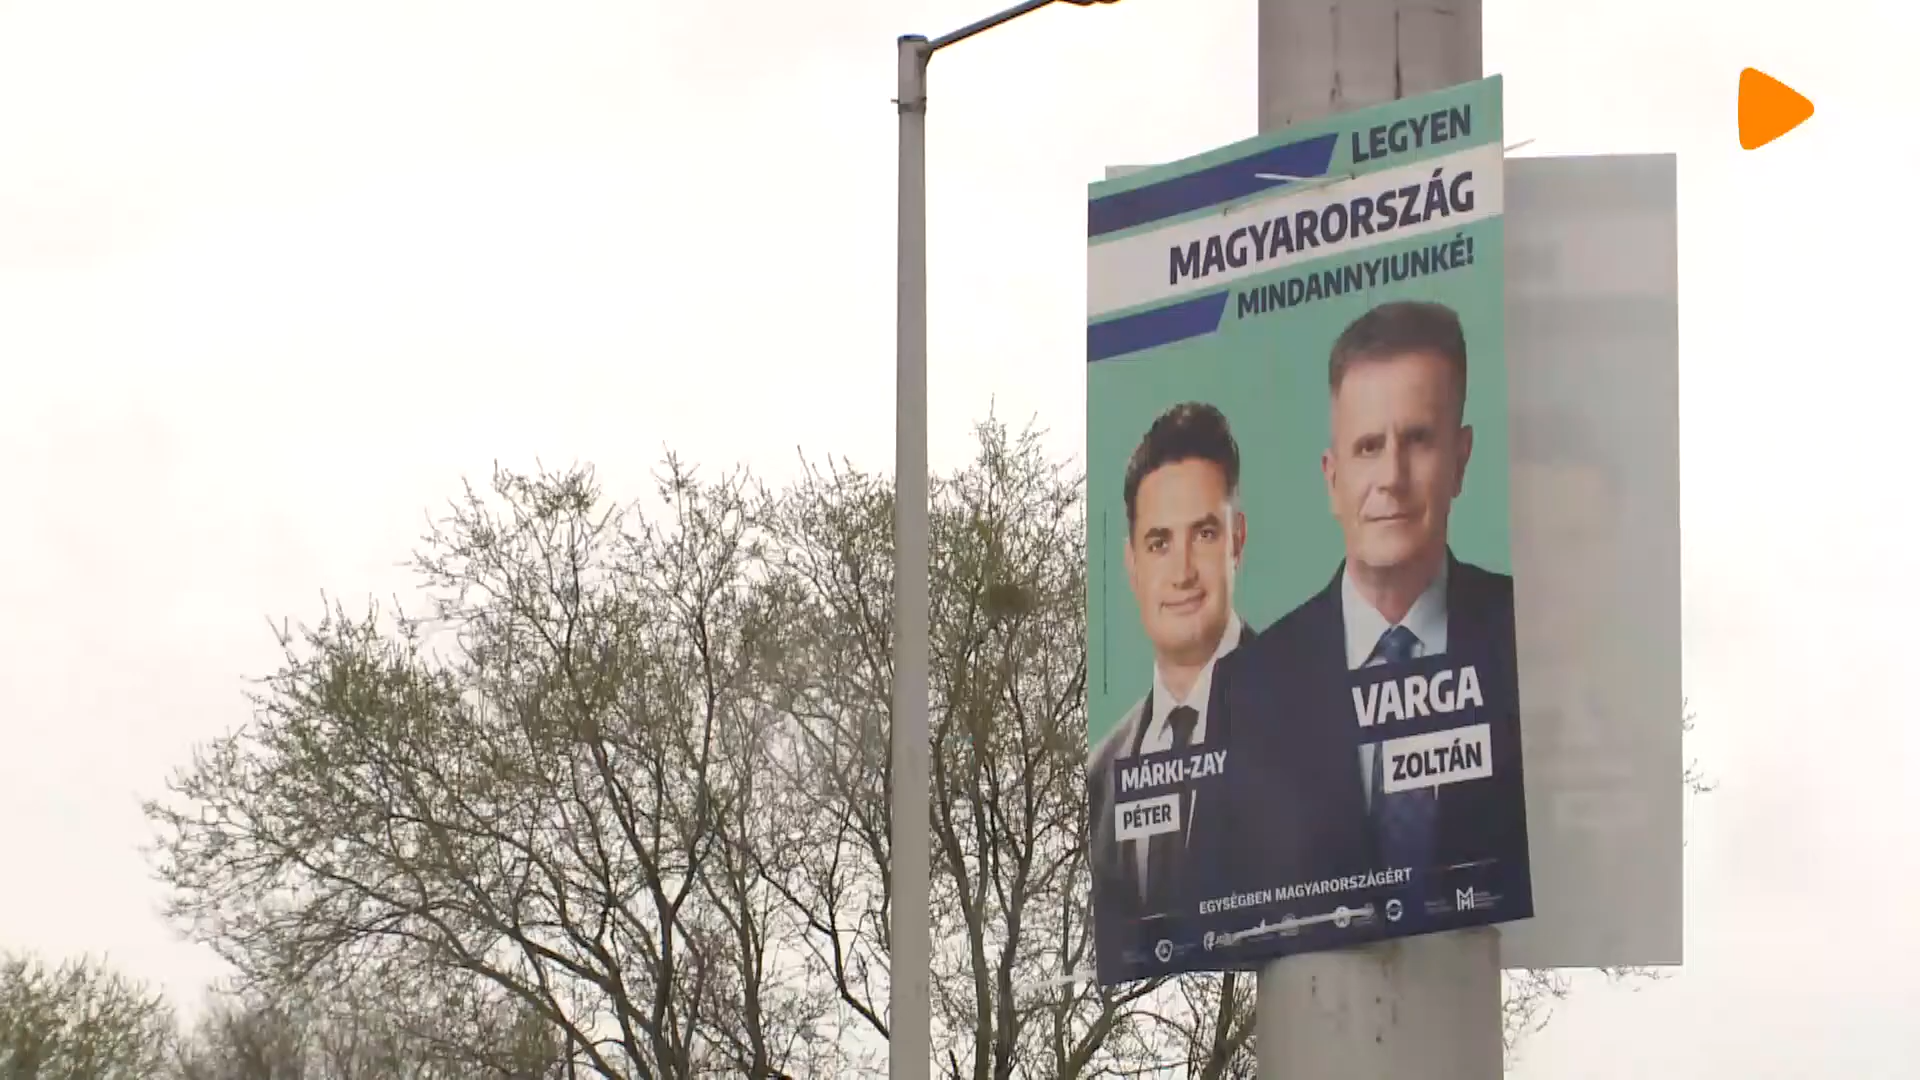 LEGYEN
MAGYARORSZÁG
MINDANNYIUNKÉ!
MÁRKI-ZAY
PÉTER
VARGA
ZOLTÁN
EGYSÉGBEN MAGYARORSZÁGÉRT